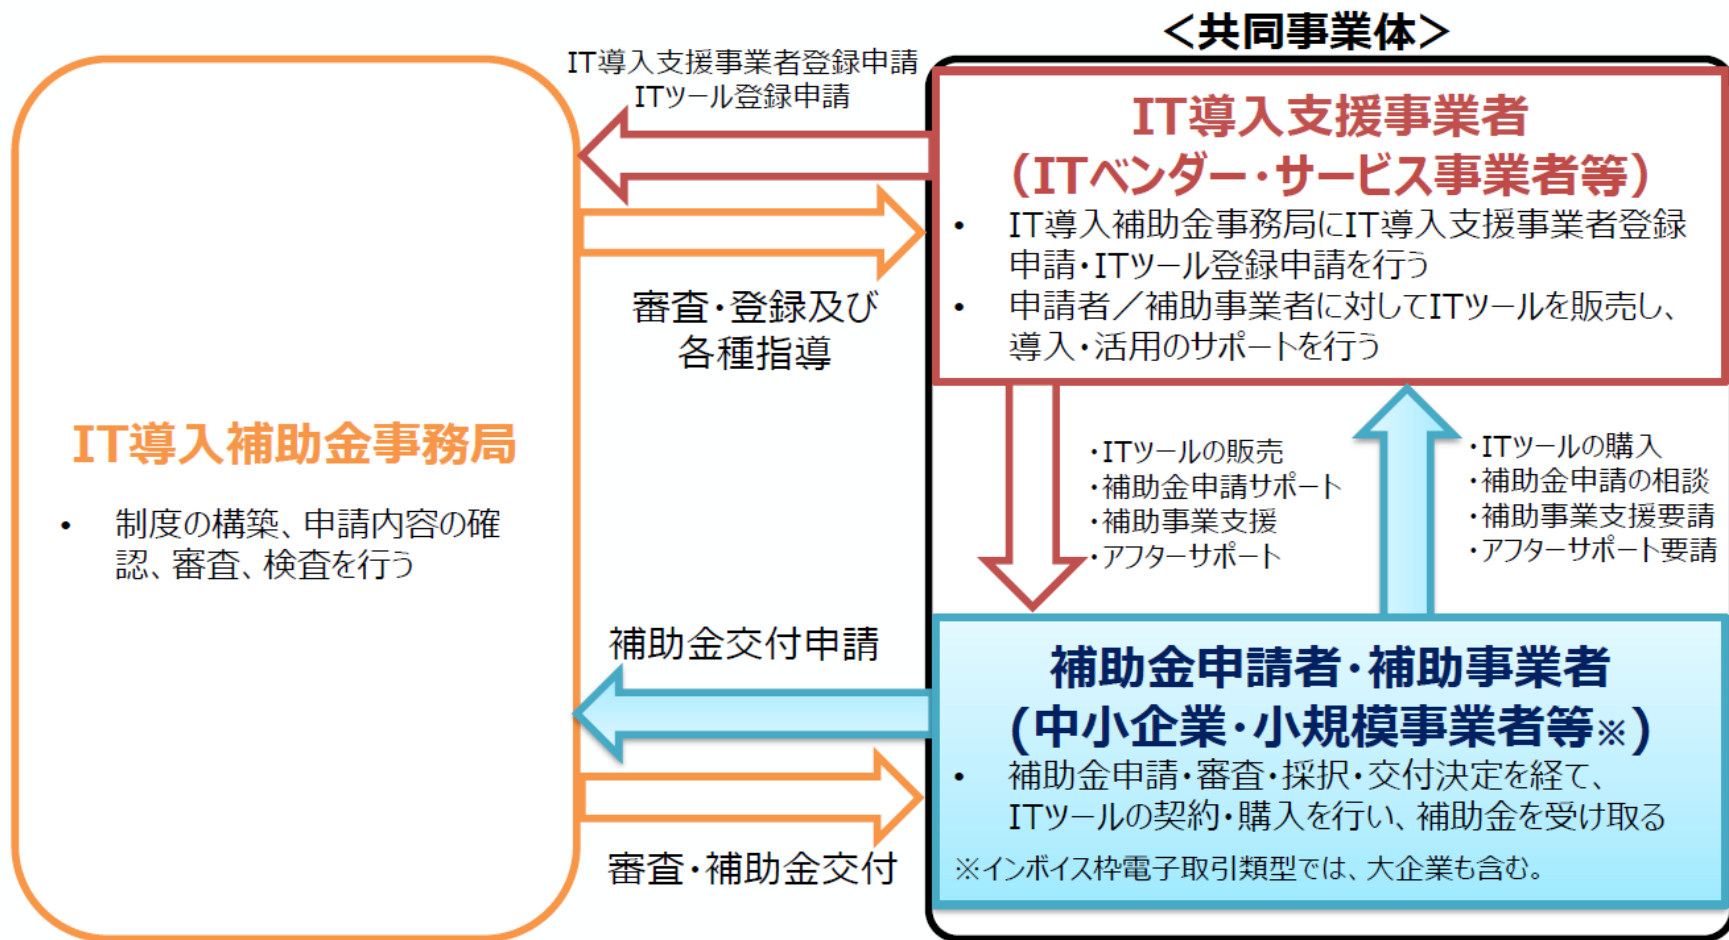 ＜共同事業体＞
IT導入支援事業者登録申請
ITツール登録申請
審査・登録及び
各種指導
IT導入補助金事務局
• 制度の構築、申請内容の確
認、審査、検査を行う
補助金交付申請
審査・補助金交付
IT導入支援事業者
（ITベンダー・サービス事業者等）
• IT導入補助金事務局にIT導入支援事業者登録
申請・ITツール登録申請を行う
• 申請者／補助事業者に対してITツールを販売し、
導入・活用のサポートを行う
・ITツールの販売
・補助金申請サポート
・補助事業支援
・アフターサポート
・ITツールの購入
・補助金申請の相談
・補助事業支援要請
・アフターサポート要請
補助金申請者・補助事業者
(中小企業・小規模事業者等※)
• 補助金申請・審査・採択・交付決定を経て、
ITツールの契約・購入を行い、補助金を受け取る
※インボイス枠電子取引類型では、大企業も含む。